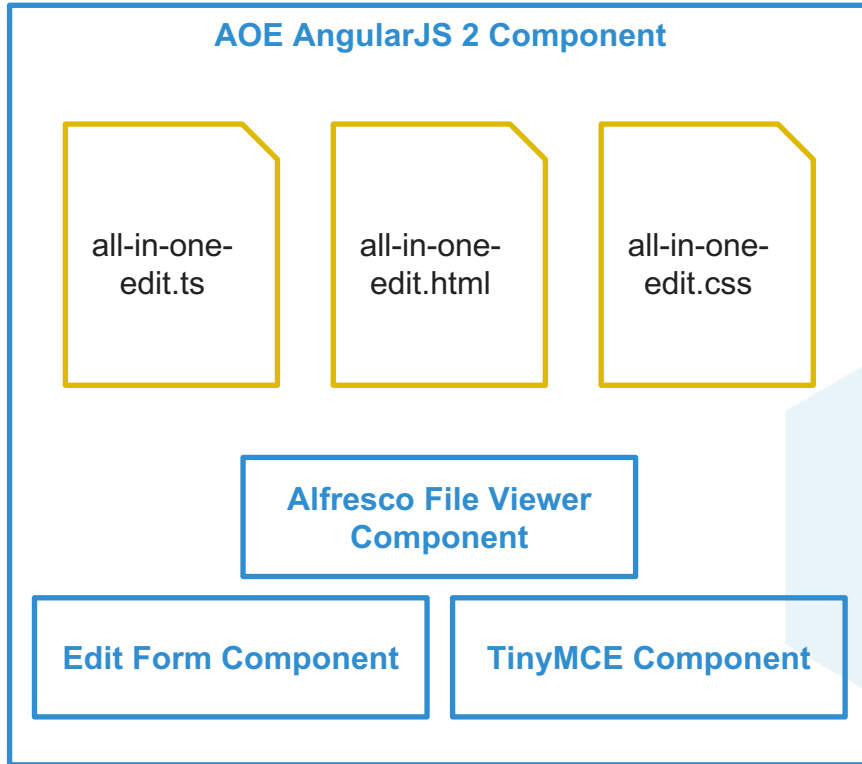 AOE AngularJS 2 Component
all-in-one-
edit.ts
all-in-one-
edit.html
all-in-one-
edit.css
Alfresco File Viewer
Component
Edit Form Component
TinyMCE Component